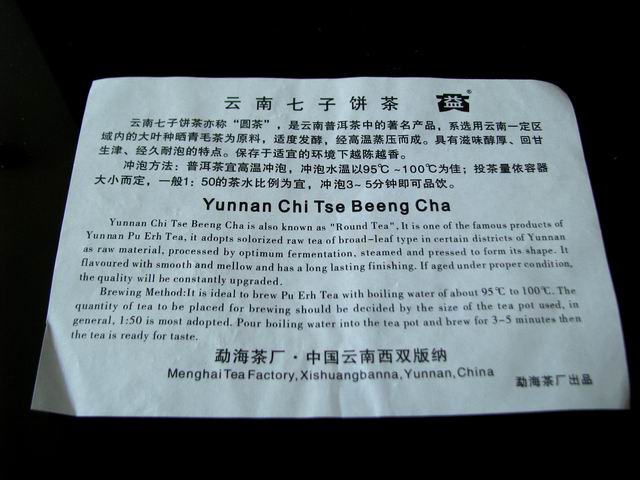 云南七子饼茶 益®
云南七子饼茶亦称“圆茶”,是云南普洱茶中的著名产品,系选用云南一定区
域内的大叶种晒青毛茶为原料,适度发酵,经高温蒸压而成。具有滋味醇厚、回甘
生津、经久耐泡的特点。保存于适宜的环境下越陈越香。
冲泡方法:普洱茶宜高温冲泡,冲泡水温以95℃~100℃为佳;投茶量依容器
大小而定,一般1:50的茶水比例为宜,冲泡3~5分钟即可品饮。
Yunnan Chi Tse Beeng Cha
Yunnan Chi Tse Beeng Cha is also known as "Round Tea", It is one of the famous products of
Yunnan Pu Erh Tea, it adopts solorized raw tea of broad-leaf type in certain districts of Yunnan
as raw material, processed by optimum fermentation, steamed and pressed to form its shape. It
flavoured with smooth and mellow and has a long lasting finishing. If aged under proper condition,
the quality will be constantly upgraded.
Brewing Method:It is ideal to brew Pu Erh Tea with boiling water of about 95℃ to 100℃. The
quantity of tea to be placed for brewing should be decided by the size of the tea pot used, in
general, 1:50 is most adopted. Pour boiling water into the tea pot and brew for 3-5 minutes then
the tea is ready for taste.
勐海茶厂·中国云南西双版纳
Menghai Tea Factory, Xishuangbanna, Yunnan, China
勐海茶厂出品